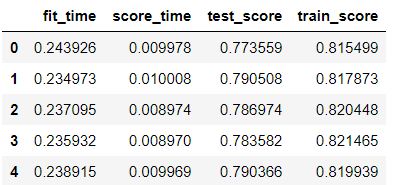 fit_time score_time test_score train_score
0 0.243926 0.009978 0.773559 0.815499
1 0.234973 0.010008 0.790508 0.817873
2 0.237095 0.008974 0.786974 0.820448
3 0.235932 0.008970 0.783582 0.821465
4 0.238915 0.009969 0.790366 0.819939